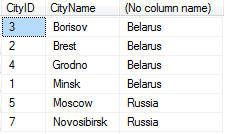 CityID CityName (No column name)
3 Borisov Belarus
2 Brest Belarus
4 Grodno Belarus
1 Minsk Belarus
5 Moscow Russia
7 Novosibirsk Russia